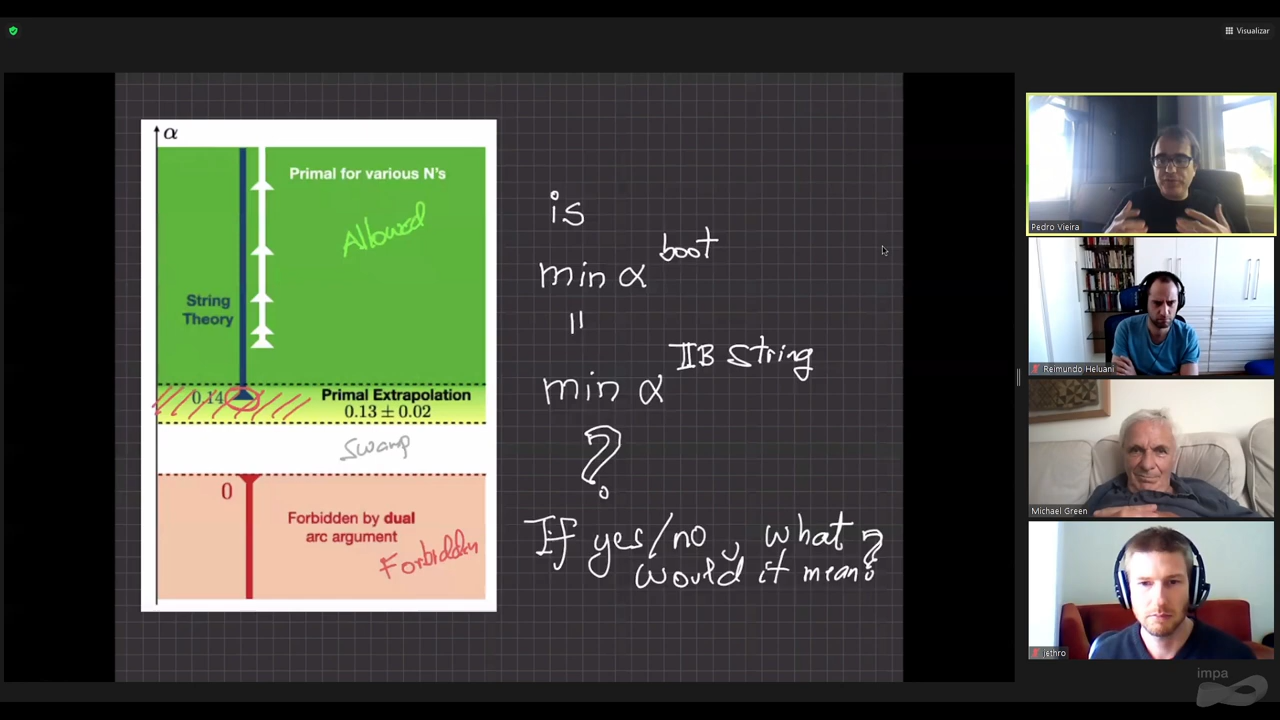 Visualizar
α
Primal for various N's
Allowed
String
Theory
0.14
Primal Extrapolation
0.13 ± 0.02
Swamp
0
Forbidden by dual
arc argument
Forbidden
is
min α boot
=
min α IIB String
?
If yes/no, what
would it mean?
Pedro Vieira
Reimundo Heluani
Michael Green
jethro
impa